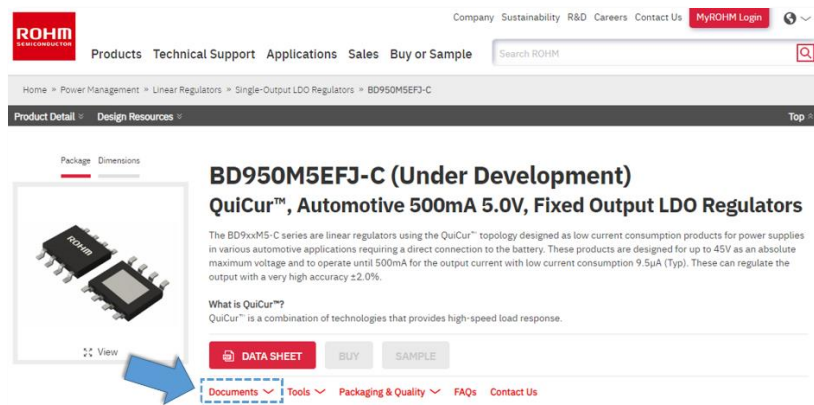 Company Sustainability R&D Careers Contact Us MyROHM Login
ROHM
SEMICONDUCTOR
Products Technical Support Applications Sales Buy or Sample Search ROHM
Home » Power Management » Linear Regulators » Single-Output LDO Regulators » BD950M5EFJ-C
Product Detail Design Resources Top
Package Dimensions
BD950M5EFJ-C (Under Development)
QuiCur™, Automotive 500mA 5.0V, Fixed Output LDO Regulators
The BD9xxM5-C series are linear regulators using the QuiCur™ topology designed as low current consumption products for power supplies
in various automotive applications requiring a direct connection to the battery. These products are designed for up to 45V as an absolute
maximum voltage and to operate until 500mA for the output current with low current consumption 9.5μA (Typ). These can regulate the
output with a very high accuracy ±2.0%.
ROHM
What is QuiCur™?
QuiCur™ is a combination of technologies that provides high-speed load response.
View
DATA SHEET BUY SAMPLE
Documents Tools Packaging & Quality FAQs Contact Us